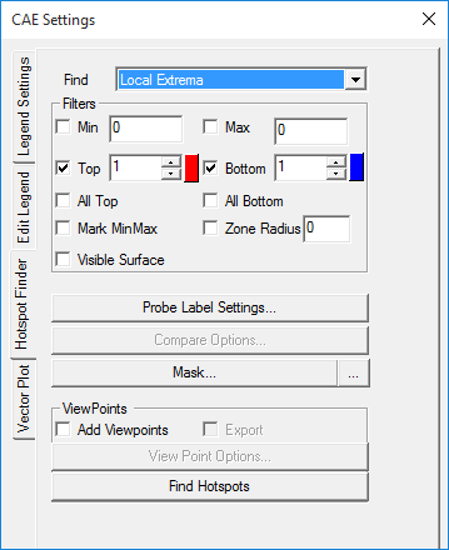 CAE Settings
Legend Settings
Edit Legend
Hotspot Finder
Vector Plot
Find Local Extrema
Filters
Min 0 Max 0
Top 1 Bottom 1
All Top All Bottom
Mark MinMax Zone Radius 0
Visible Surface
Probe Label Settings...
Compare Options...
Mask... ...
ViewPoints
Add Viewpoints Export
View Point Options...
Find Hotspots